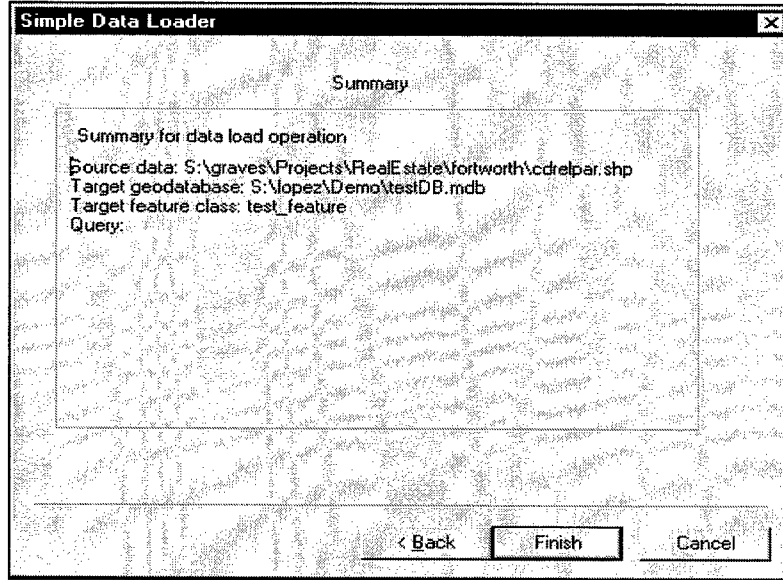 Simple Data Loader
Summary
Summary for data load operation
Source data: S:\graves\Projects\RealEstate\fortworth\cdrelpar.shp
Target geodatabase: S:\lopez\Demo\testDB.mdb
Target feature class: test_feature
Query:
< Back
Finish
Cancel